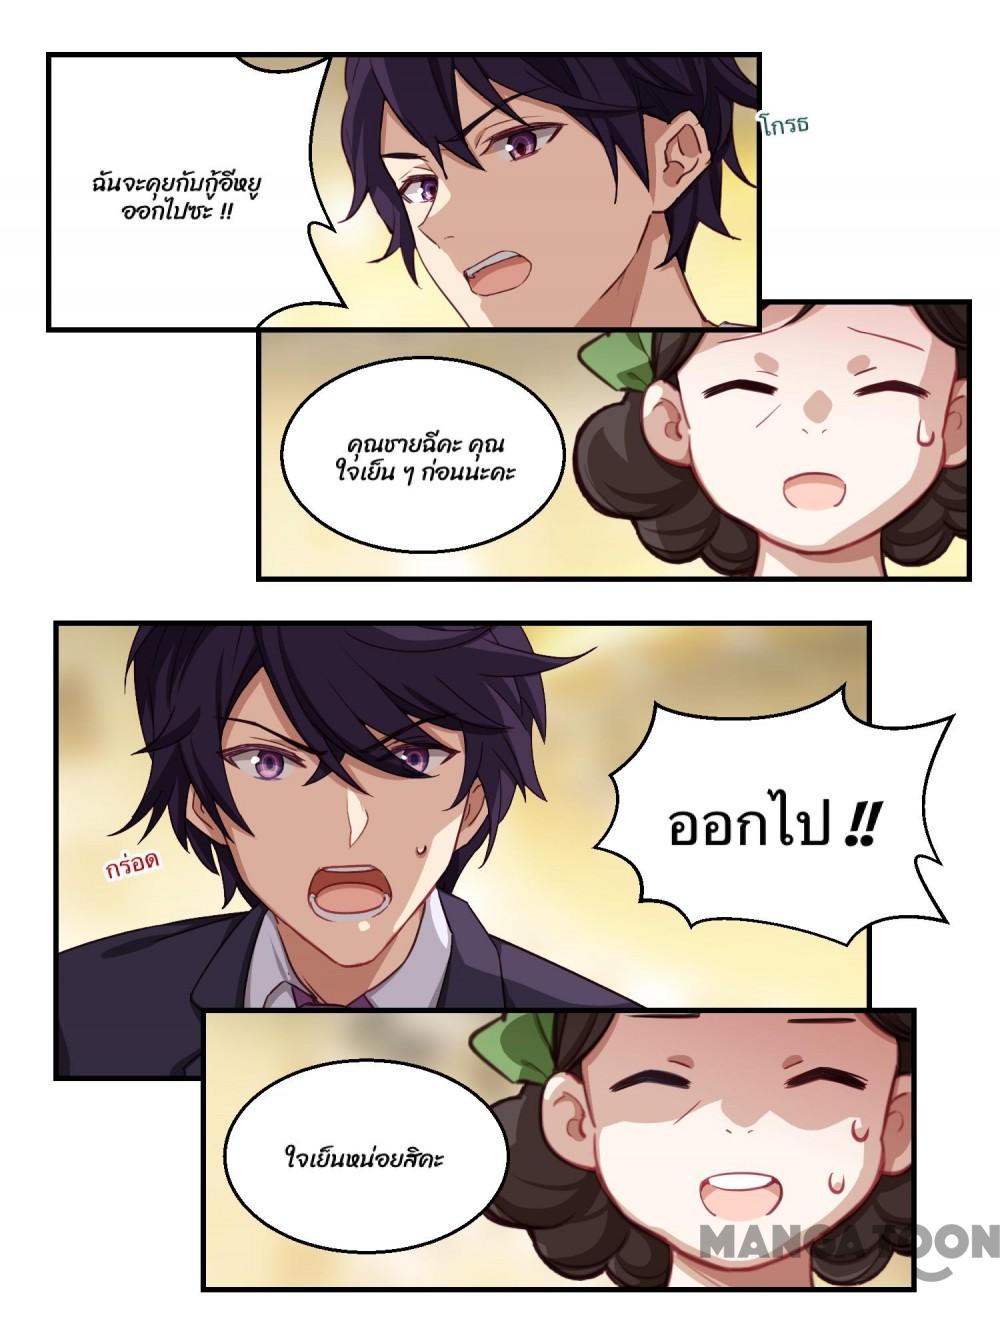 โกรธ
ฉันจะคุยกับกู้อีหยู
ออกไปซะ !!
คุณชายฉีคะ คุณ
ใจเย็น ๆ ก่อนนะคะ
ออกไป !!
กร่อด
ใจเย็นหน่อยสิคะ
MANGATOON